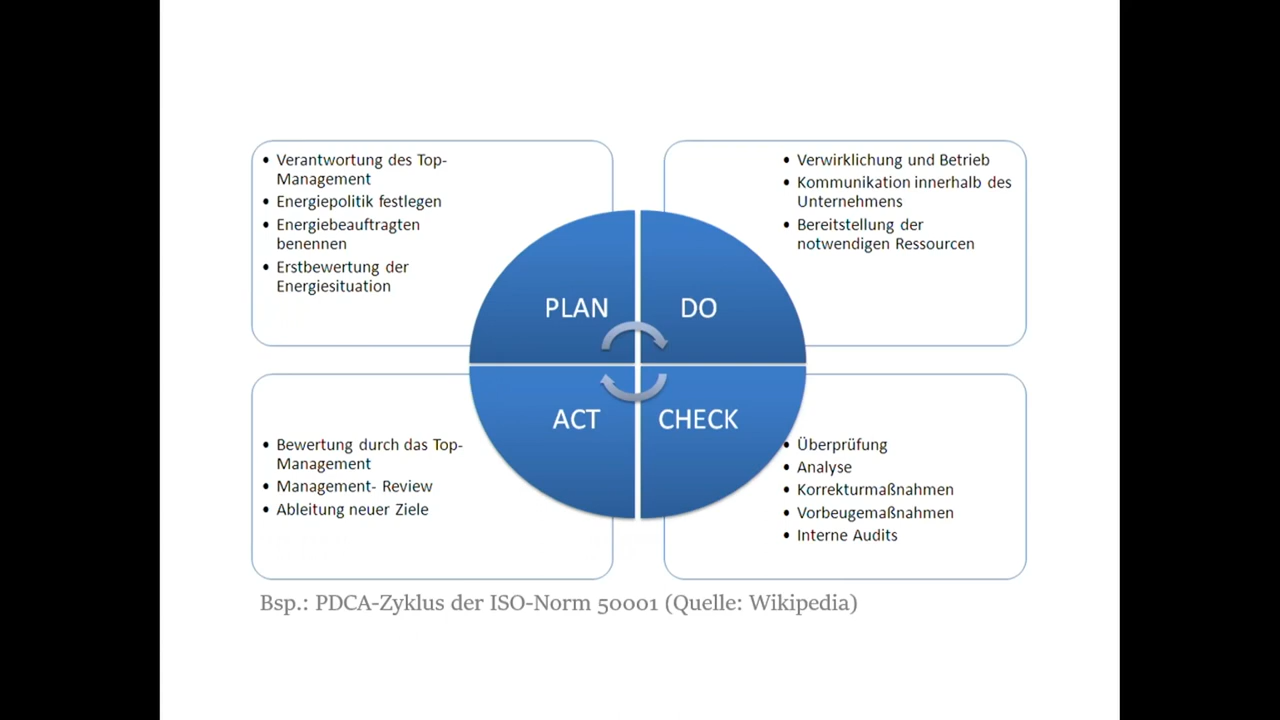 • Verantwortung des Top-
Management
• Energiepolitik festlegen
• Energiebeauftragten
benennen
• Erstbewertung der
Energiesituation
• Verwirklichung und Betrieb
• Kommunikation innerhalb des
Unternehmens
• Bereitstellung der
notwendigen Ressourcen
PLAN
DO
ACT
CHECK
• Bewertung durch das Top-
Management
• Management- Review
• Ableitung neuer Ziele
• Überprüfung
• Analyse
• Korrekturmaßnahmen
• Vorbeugemaßnahmen
• Interne Audits
Bsp.: PDCA-Zyklus der ISO-Norm 50001 (Quelle: Wikipedia)